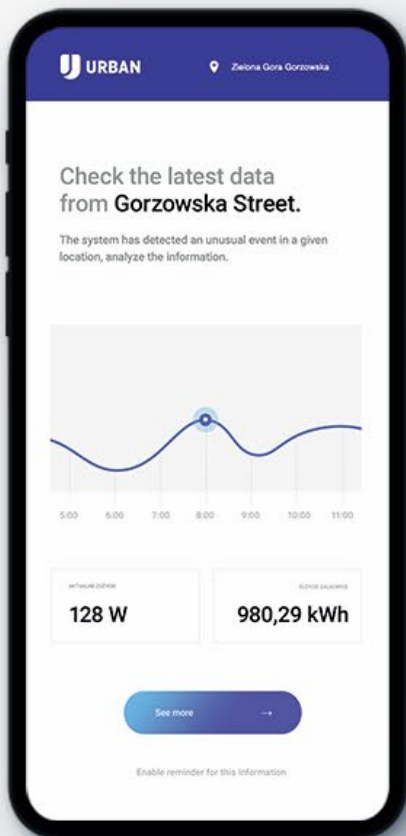 URBAN
Zielona Gora Gorzowska
Check the latest data
from Gorzowska Street.
The system has detected an unusual event in a given
location, analyze the information.
5:00 6:00 7:00 8:00 9:00 10:00 11:00
128 W
980,29 kWh
See more →
Enable reminder for this information